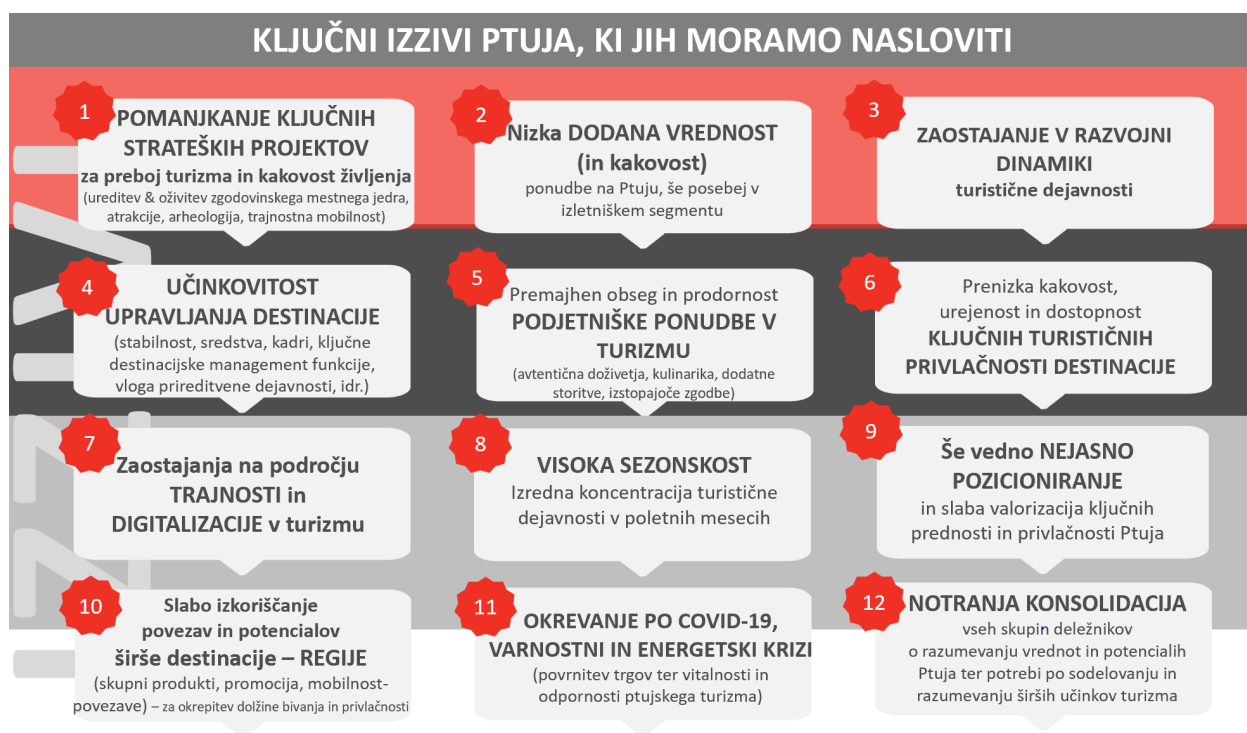 KLJUČNI IZZIVI PTUJA, KI JIH MORAMO NASLOVITI
1
POMANJKANJE KLJUČNIH
STRATEŠKIH PROJEKTOV
za preboj turizma in kakovost življenja
(ureditev & oživitev zgodovinskega mestnega jedra,
atrakcije, arheologija, trajnostna mobilnost)
2
Nizka DODANA VREDNOST
(in kakovost)
ponudbe na Ptuju, še posebej v
izletniškem segmentu
3
ZAOSTAJANJE V RAZVOJNI
DINAMIKI
turistične dejavnosti
4
UČINKOVITOST
UPRAVLJANJA DESTINACIJE
(stabilnost, sredstva, kadri, ključne
destinacijske management funkcije,
vloga prireditvene dejavnosti, idr.)
5
Premajhen obseg in prodornost
PODJETNIŠKE PONUDBE V
TURIZMU
(avtentična doživetja, kulinarika, dodatne
storitve, izstopajoče zgodbe)
6
Prenizka kakovost,
urejenost in dostopnost
KLJUČNIH TURISTIČNIH
PRIVLAČNOSTI DESTINACIJE
7
Zaostajanja na področju
TRAJNOSTI in
DIGITALIZACIJE v turizmu
8
VISOKA SEZONSKOST
Izredna koncentracija turistične
dejavnosti v poletnih mesecih
9
Še vedno NEJASNO
POZICIONIRANJE
in slaba valorizacija ključnih
prednosti in privlačnosti Ptuja
10
Slabo izkoriščanje
povezav in potencialov
širše destinacije – REGIJE
(skupni produkti, promocija, mobilnost-
povezave) – za okrepitev dolžine bivanja in privlačnosti
11
OKREVANJE PO COVID-19,
VARNOSTNI IN ENERGETSKI KRIZI
(povrnitev trgov ter vitalnosti in
odpornosti ptujskega turizma)
12
NOTRANJA KONSOLIDACIJA
vseh skupin deležnikov
o razumevanju vrednot in potencialih
Ptuja ter potrebi po sodelovanju in
razumevanju širših učinkov turizma